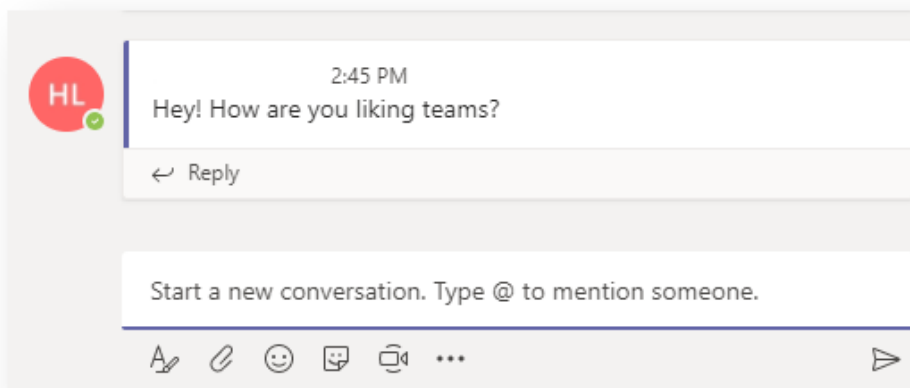 HL
2:45 PM
Hey! How are you liking teams?
Reply
Start a new conversation. Type @ to mention someone.